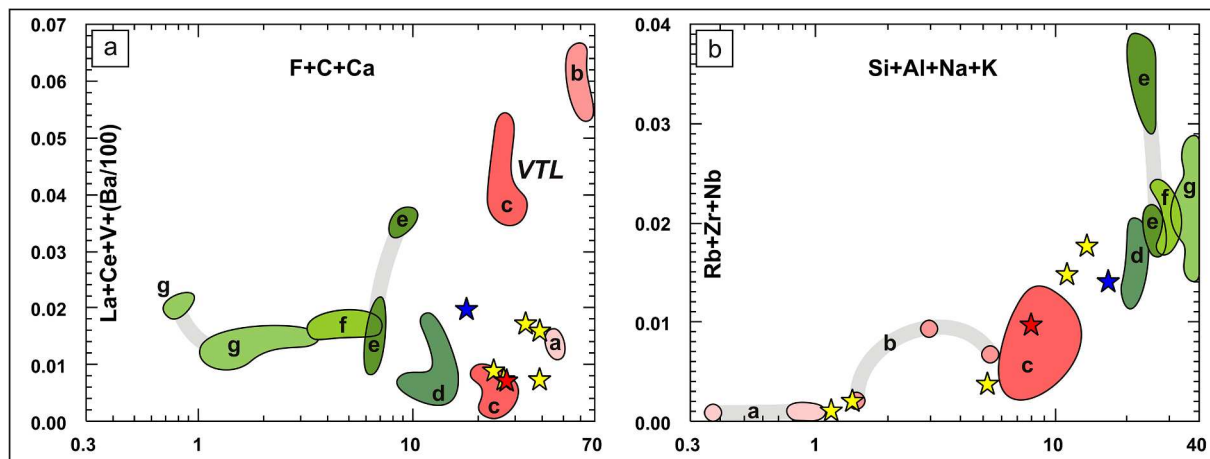 a
F+C+Ca
La+Ce+V+(Ba/100)
0.07
0.06
0.05
0.04
0.03
0.02
0.01
0.00
b
VTL
c
e
g
g
f
e
d
a
c
0.3
1
10
70
b
Si+Al+Na+K
Rb+Zr+Nb
0.04
0.03
0.02
0.01
0.00
e
f
g
e
d
b
c
a
0.3
1
10
40